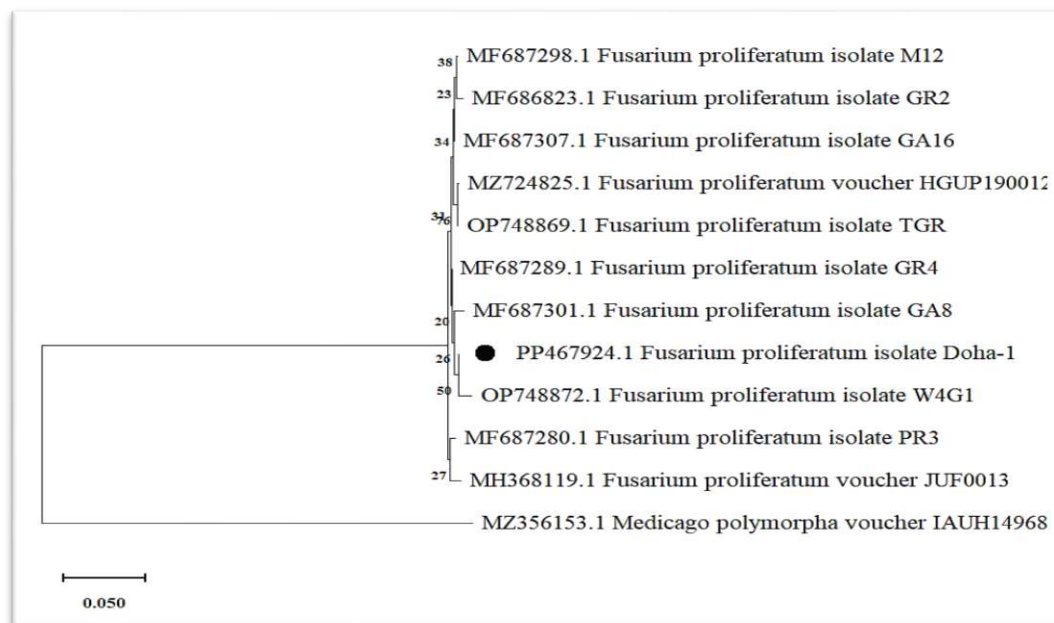 38
MF687298.1 Fusarium proliferatum isolate M12
23
MF686823.1 Fusarium proliferatum isolate GR2
34
MF687307.1 Fusarium proliferatum isolate GA16
MZ724825.1 Fusarium proliferatum voucher HGUP190012
76
OP748869.1 Fusarium proliferatum isolate TGR
MF687289.1 Fusarium proliferatum isolate GR4
MF687301.1 Fusarium proliferatum isolate GA8
20
PP467924.1 Fusarium proliferatum isolate Doha-1
26
OP748872.1 Fusarium proliferatum isolate W4G1
50
MF687280.1 Fusarium proliferatum isolate PR3
27
MH368119.1 Fusarium proliferatum voucher JUF0013
MZ356153.1 Medicago polymorpha voucher IAUH14968
0.050